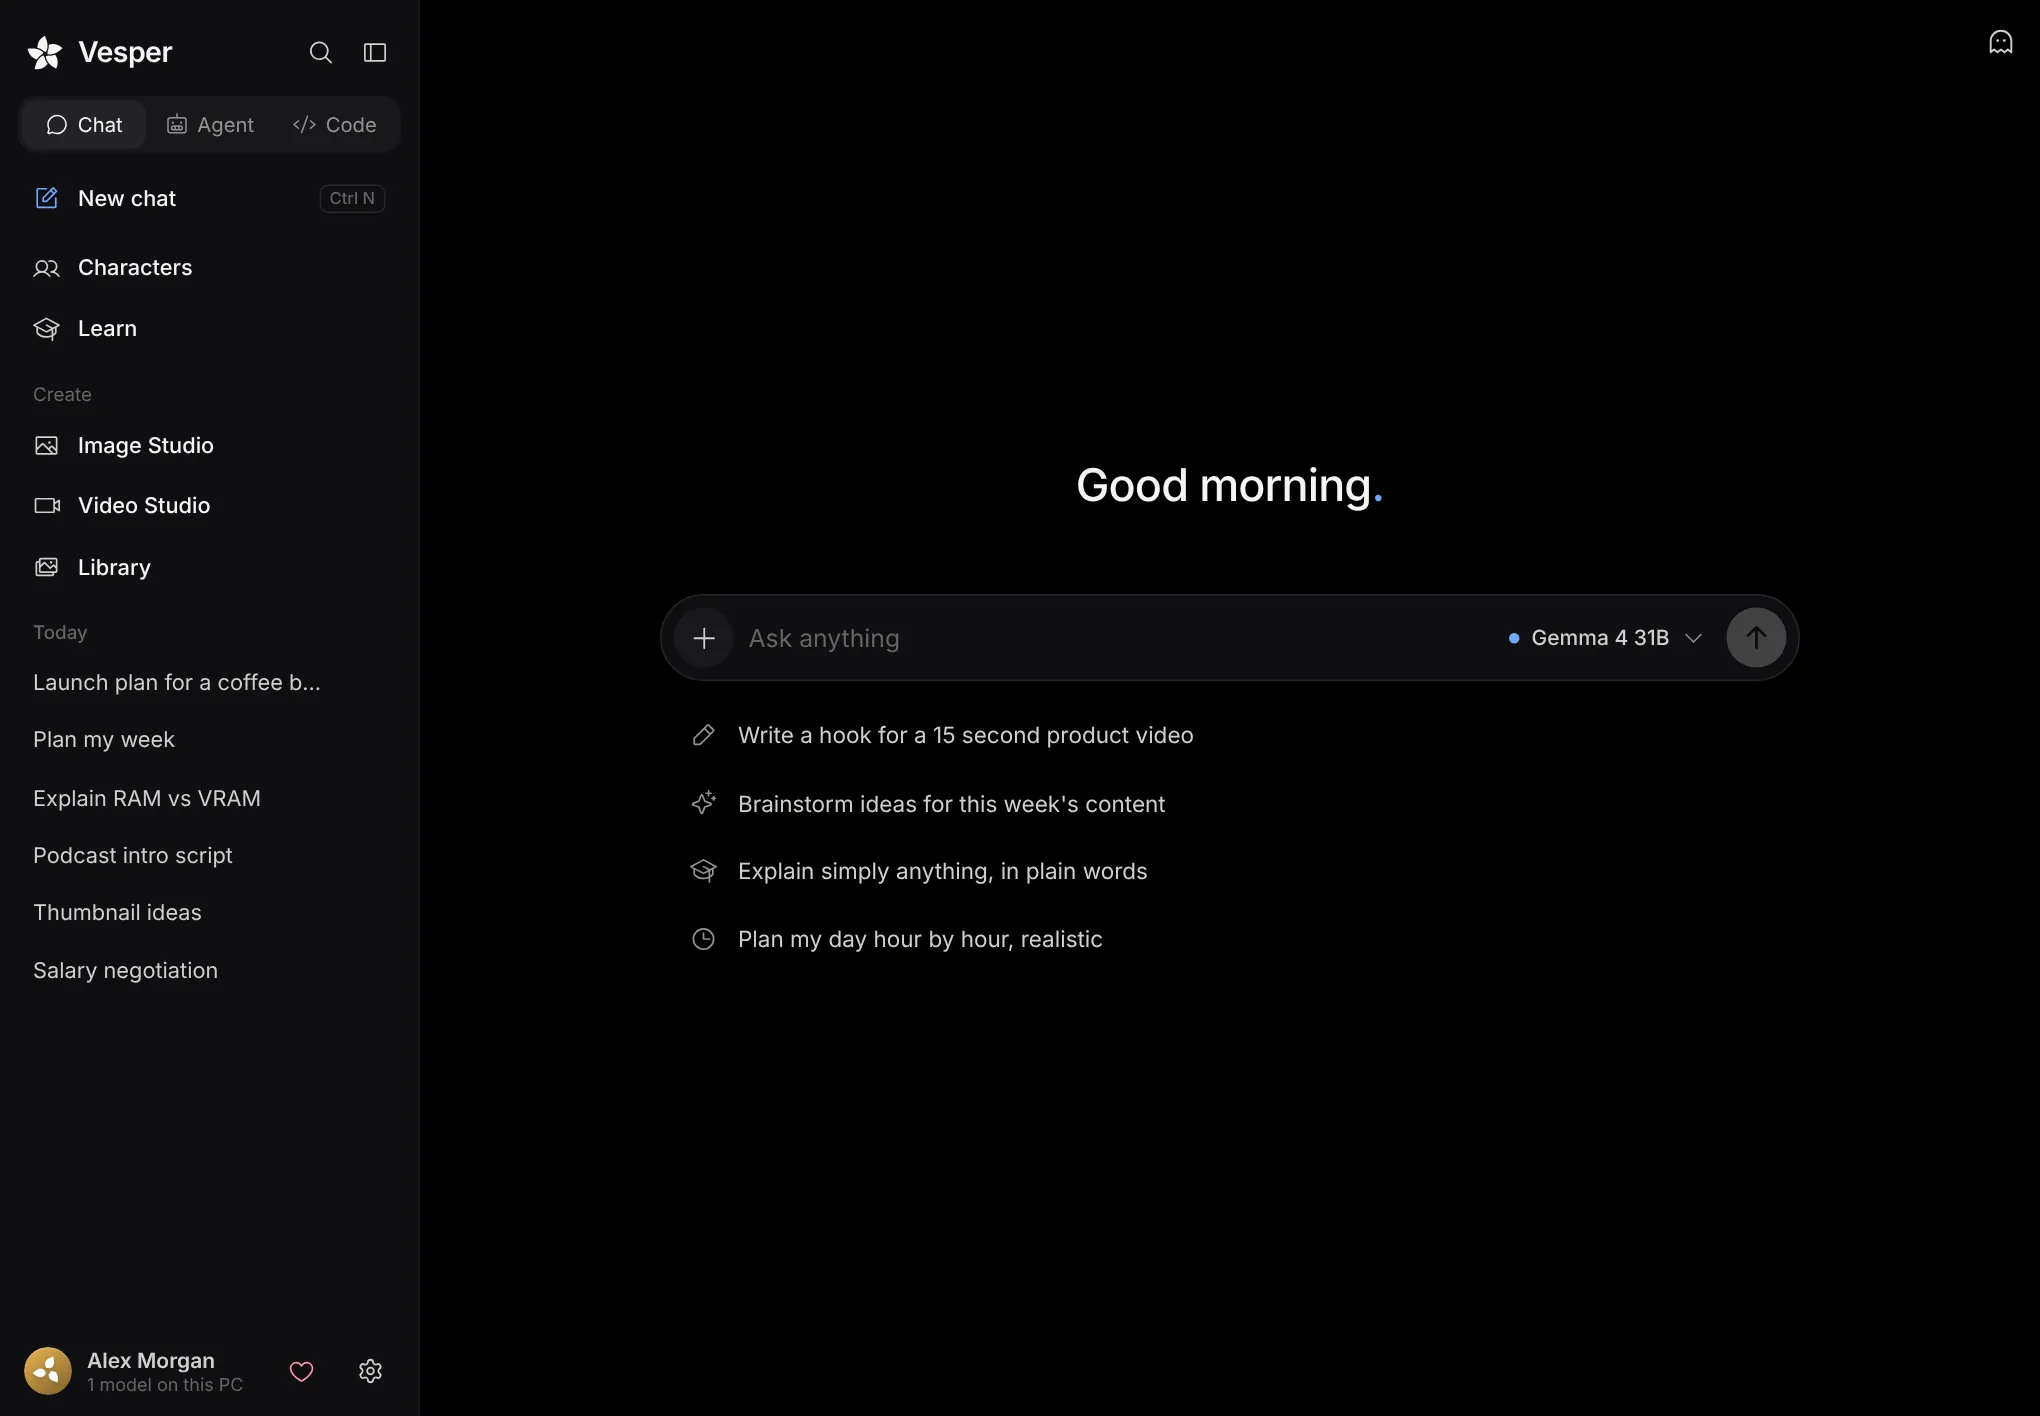 Vesper
Chat
Agent
</> Code
New chat
Ctrl N
Characters
Learn
Create
Image Studio
Video Studio
Library
Today
Launch plan for a coffee b...
Plan my week
Explain RAM vs VRAM
Podcast intro script
Thumbnail ideas
Salary negotiation
Alex Morgan
1 model on this PC
Good morning.
Ask anything
Gemma 4 31B
Write a hook for a 15 second product video
Brainstorm ideas for this week's content
Explain simply anything, in plain words
Plan my day hour by hour, realistic